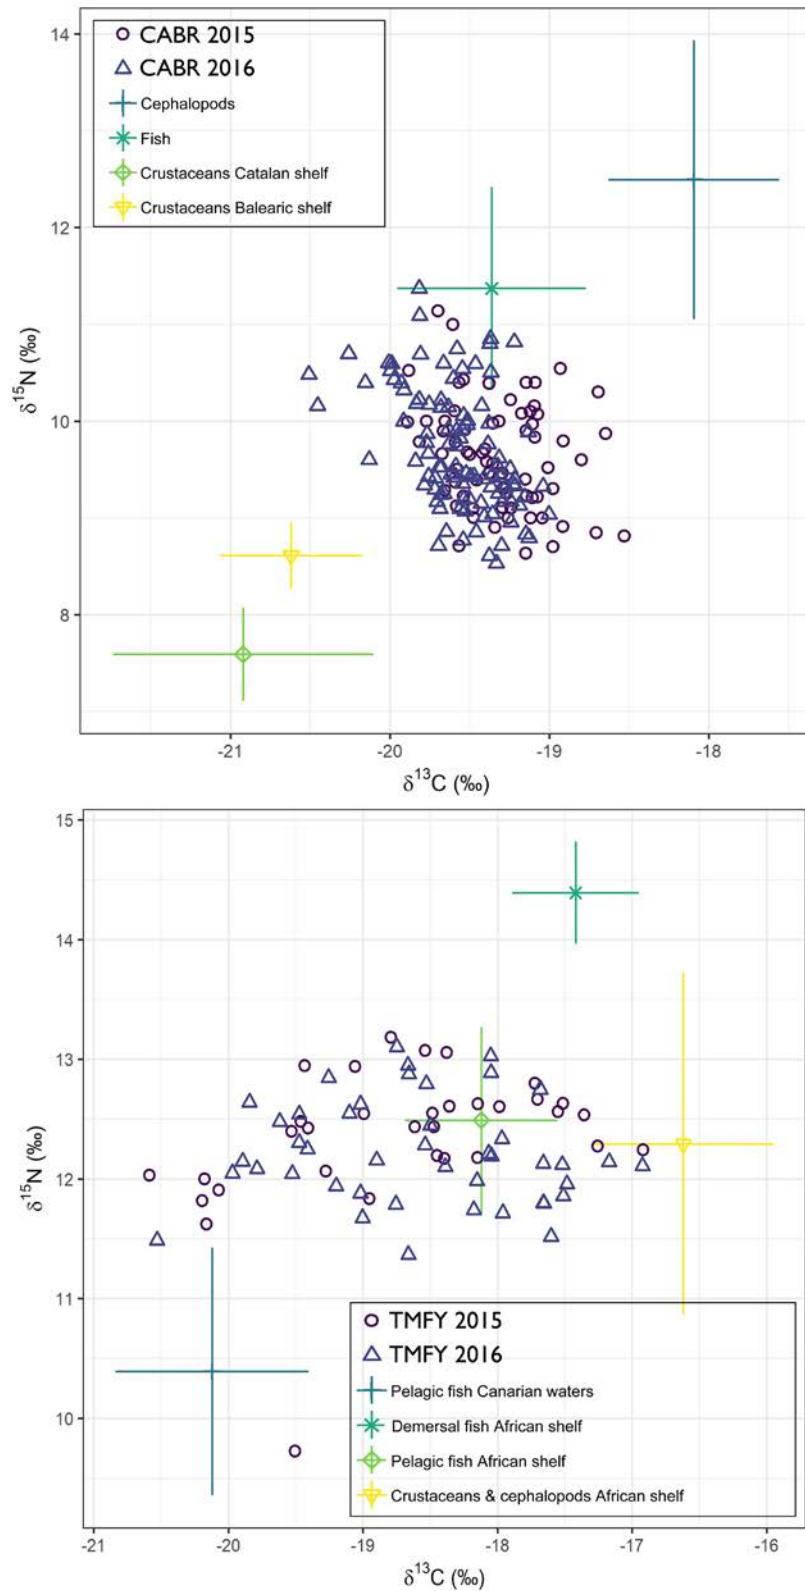 CABR 2015
CABR 2016
Cephalopods
Fish
Crustaceans Catalan shelf
Crustaceans Balearic shelf
14
12
10
8
δ15N (‰)
-21 -20 -19 -18
δ13C (‰)
15
14
13
12
11
10
δ15N (‰)
TMFY 2015
TMFY 2016
Pelagic fish Canarian waters
Demersal fish African shelf
Pelagic fish African shelf
Crustaceans & cephalopods African shelf
-21 -20 -19 -18 -17 -16
δ13C (‰)